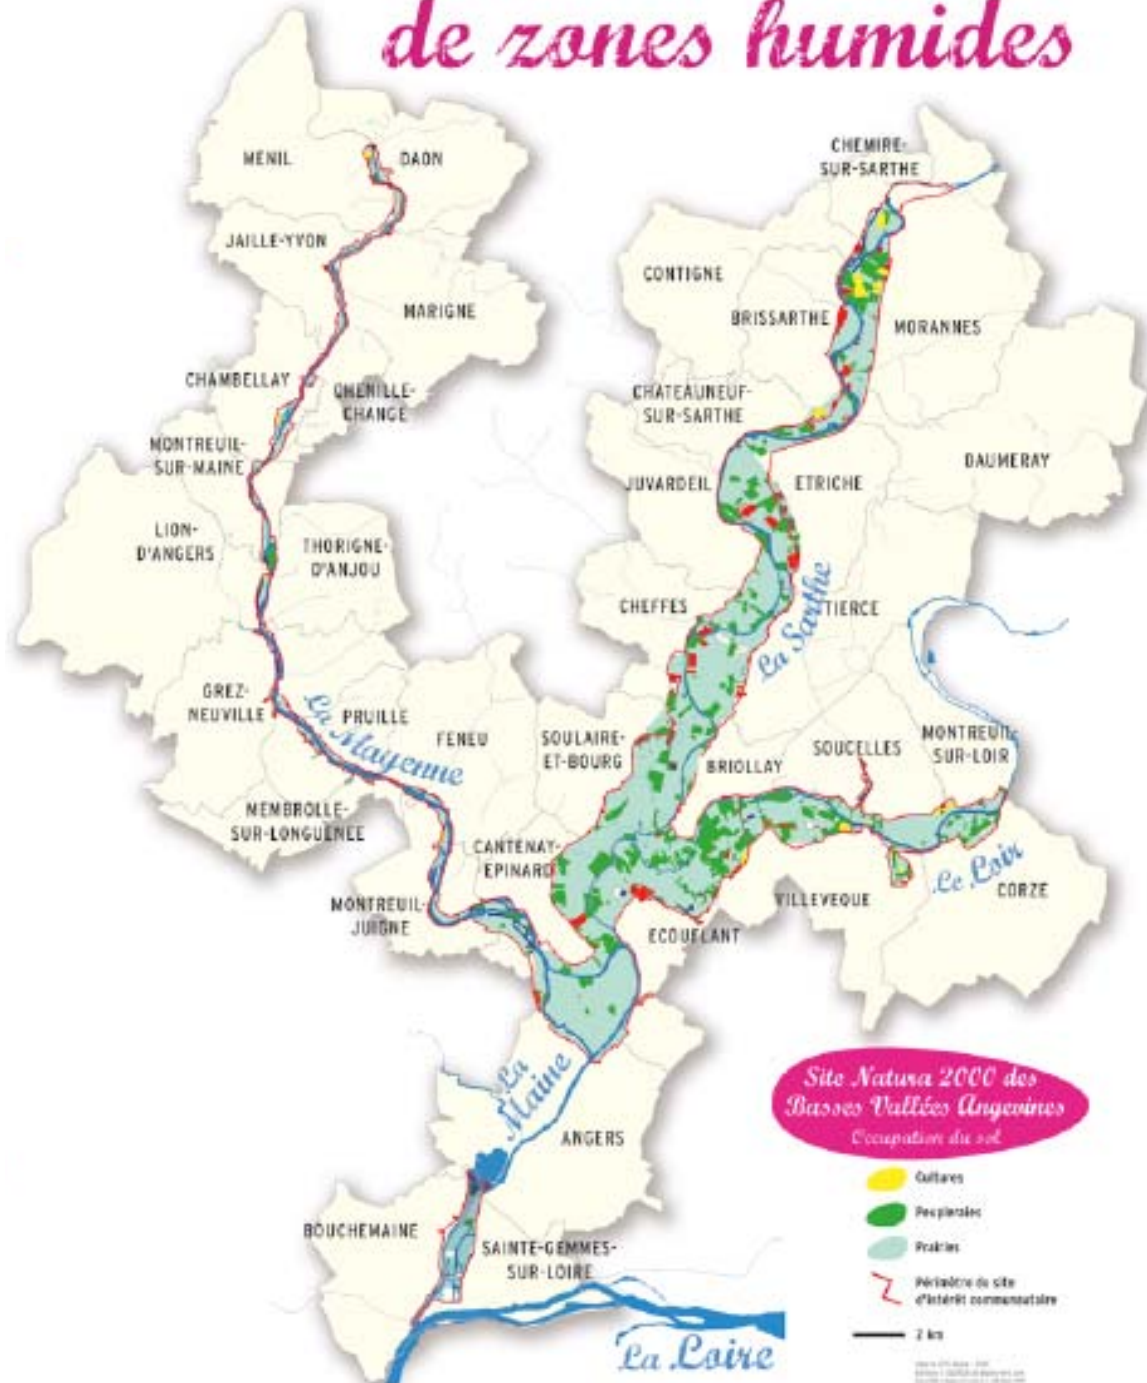 de zones humides
CHEMIRE-
SUR-SARTHE
MENIL
DAON
JAILLE-YVON
CONTIGNE
MARIGNE
BRISSARTHE
MORANNES
CHAMBELLAY
CHENILLE-
CHANGE
CHATEAUNEUF-
SUR-SARTHE
MONTREUIL-
SUR-MAINE
JUVARDEIL
ETRICHE
DAUMERAY
LION-
D'ANGERS
THORIGNE-
D'ANJOU
CHEFFES
La Sarthe
TIERCE
GREZ-
NEUVILLE
La Mayenne
PRUILLE
FENEU
SOULAIRE-
ET-BOURG
BRIOLLAY
SOUCELLES
MONTREUIL-
SUR-LOIR
MEMBROLLE-
SUR-LONGUENEE
CANTENAY-
EPINARD
Le Loir
CORZE
VILLEVEQUE
MONTREUIL-
JUIGNE
ECOUFLANT
La
Maine
ANGERS
BOUCHEMAINE
SAINTE-GEMMES-
SUR-LOIRE
La Loire
Site Natura 2000 des
Basses Vallées Angevines
Occupation du sol
Cultures
Peupleraies
Prairies
Périmètre du site
d'intérêt communautaire
2 km